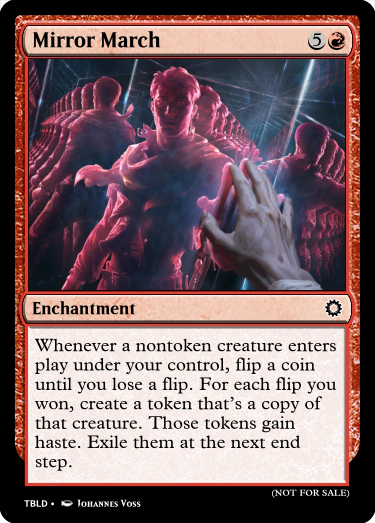 Mirror March 5
Enchantment
Whenever a nontoken creature enters
play under your control, flip a coin
until you lose a flip. For each flip you
won, create a token that's a copy of
that creature. Those tokens gain
haste. Exile them at the next end
step.
(NOT FOR SALE)
TBLD • Johannes Voss